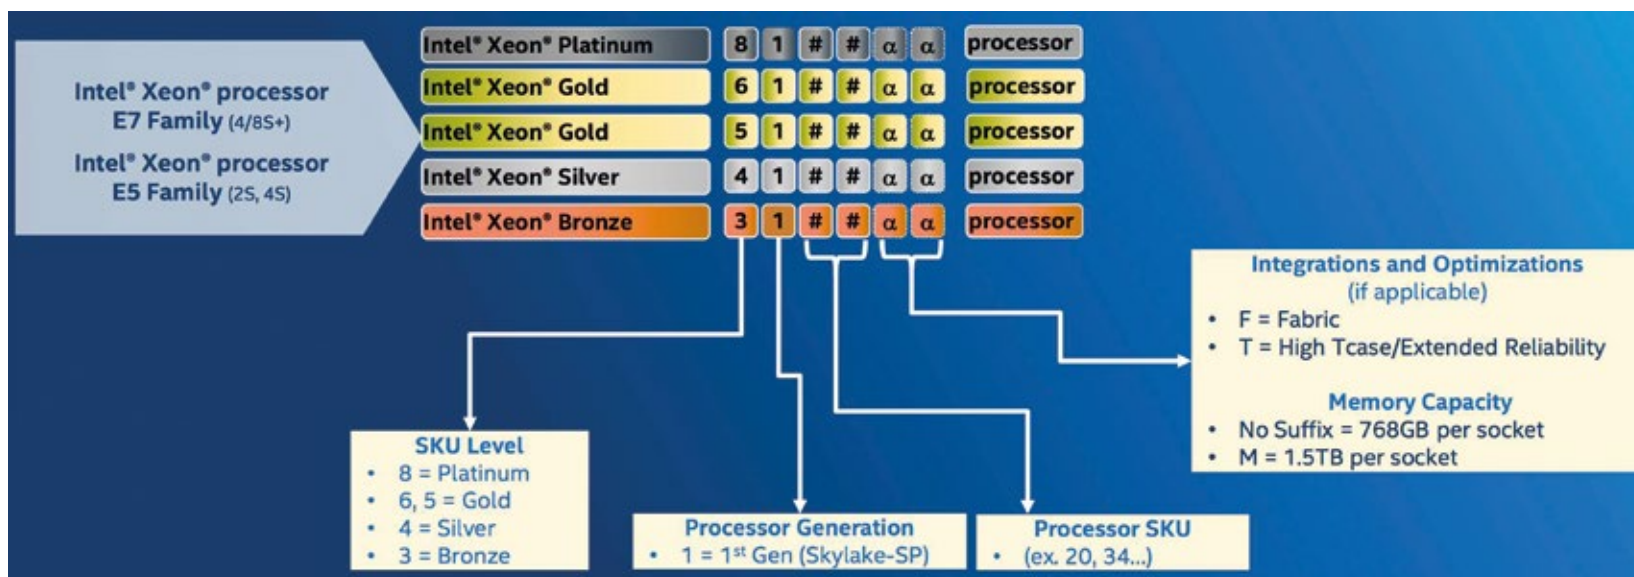 Intel® Xeon® processor
E7 Family (4/8S+)
Intel® Xeon® processor
E5 Family (2S, 4S)
Intel® Xeon® Platinum 8 1 # # α α processor
Intel® Xeon® Gold 6 1 # # α α processor
Intel® Xeon® Gold 5 1 # # α α processor
Intel® Xeon® Silver 4 1 # # α α processor
Intel® Xeon® Bronze 3 1 # # α α processor
SKU Level
• 8 = Platinum
• 6, 5 = Gold
• 4 = Silver
• 3 = Bronze
Processor Generation
• 1 = 1st Gen (Skylake-SP)
Processor SKU
• (ex. 20, 34...)
Integrations and Optimizations
(if applicable)
• F = Fabric
• T = High Tcase/Extended Reliability
Memory Capacity
• No Suffix = 768GB per socket
• M = 1.5TB per socket